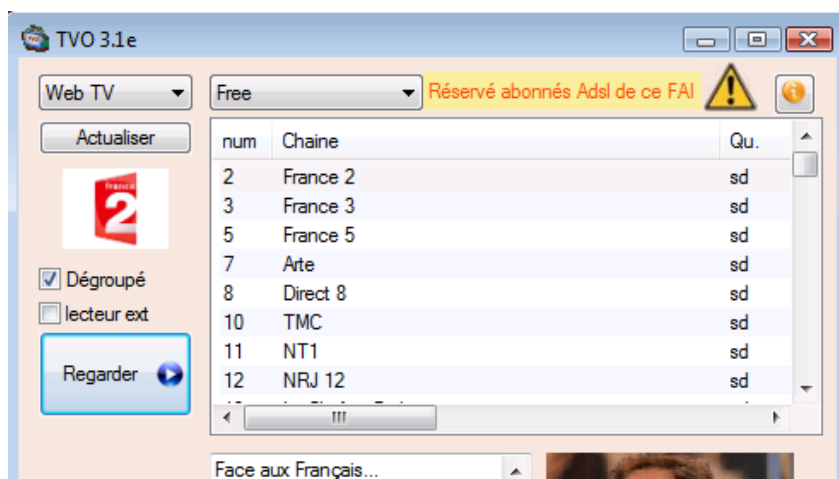 TVO 3.1e
Web TV
Free
Réservé abonnés Adsl de ce FAI
Actualiser
num Chaine Qu.
france
2
2 France 2 sd
3 France 3 sd
5 France 5 sd
7 Arte sd
8 Direct 8 sd
10 TMC sd
11 NT1 sd
12 NRJ 12 sd
Dégroupé
lecteur ext
Regarder
Face aux Français...